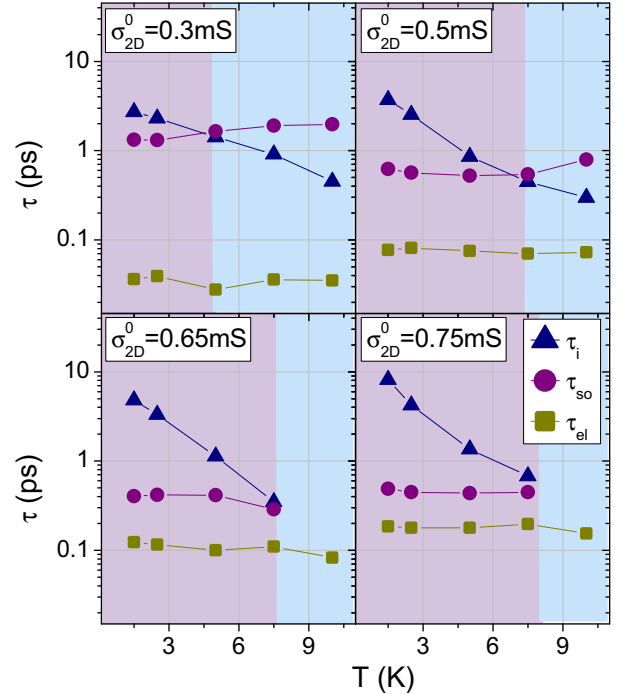 σ⁰₂D=0.3mS
σ⁰₂D=0.5mS
10
1
0.1
τ (ps)
σ⁰₂D=0.65mS
σ⁰₂D=0.75mS
τi
τso
τel
10
1
0.1
τ (ps)
3 6 9 3 6 9
T (K)